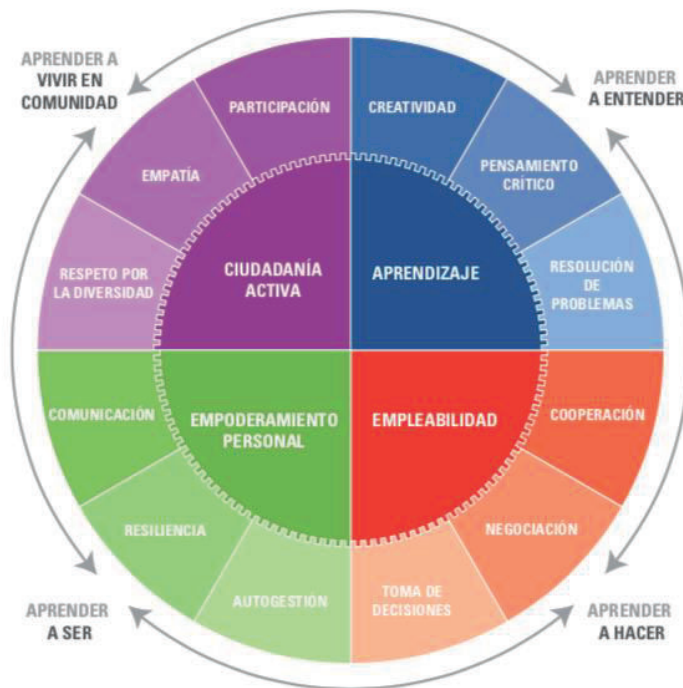 APRENDER A
VIVIR EN
COMUNIDAD
APRENDER
A ENTENDER
PARTICIPACIÓN
CREATIVIDAD
EMPATÍA
PENSAMIENTO
CRÍTICO
RESPETO POR
LA DIVERSIDAD
CIUDADANÍA
ACTIVA
APRENDIZAJE
RESOLUCIÓN
DE
PROBLEMAS
COMUNICACIÓN
EMPODERAMIENTO
PERSONAL
EMPLEABILIDAD
COOPERACIÓN
RESILIENCIA
NEGOCIACIÓN
AUTOGESTIÓN
TOMA DE
DECISIONES
APRENDER
A SER
APRENDER
A HACER